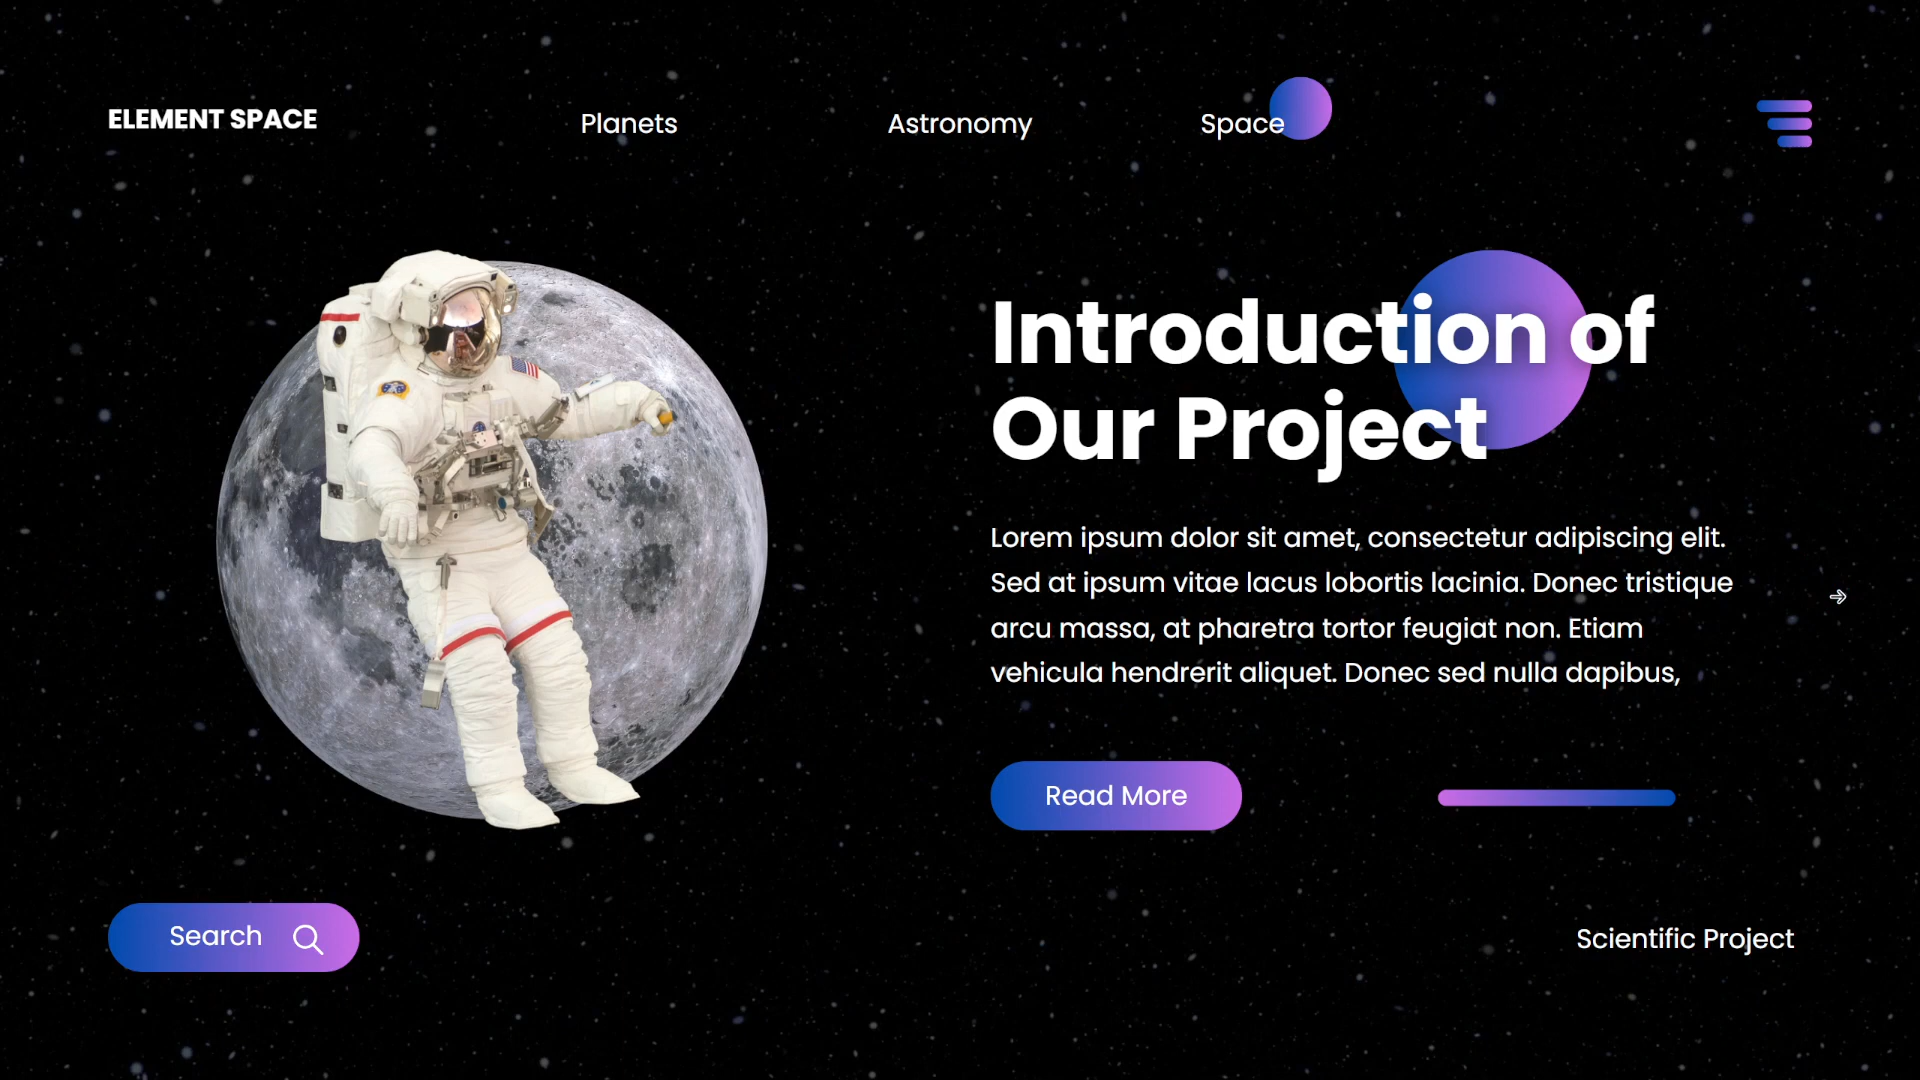 ELEMENT SPACE
Planets
Astronomy
Space
Introduction of
Our Project
Lorem ipsum dolor sit amet, consectetur adipiscing elit.
Sed at ipsum vitae lacus lobortis lacinia. Donec tristique
arcu massa, at pharetra tortor feugiat non. Etiam
vehicula hendrerit aliquet. Donec sed nulla dapibus,
Read More
Search
Scientific Project